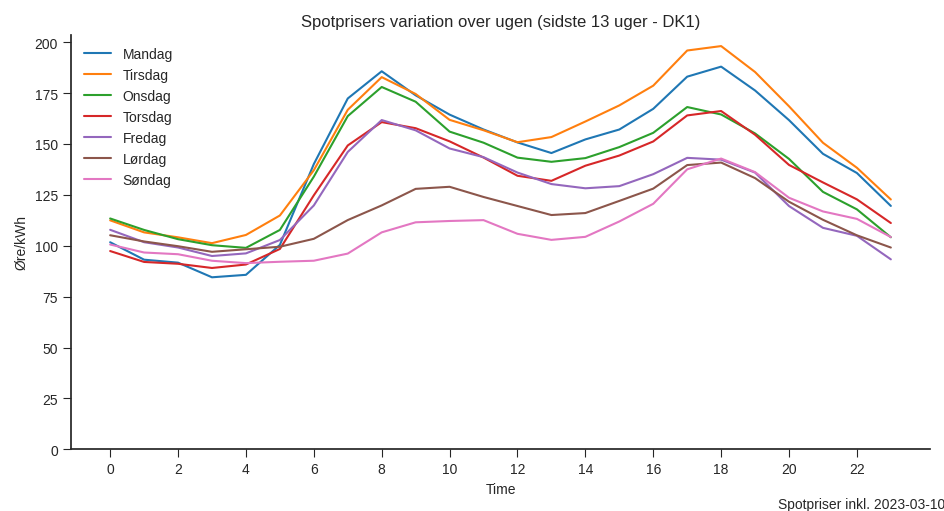 Spotprisers variation over ugen (sidste 13 uger - DK1)
Mandag
Tirsdag
Onsdag
Torsdag
Fredag
Lørdag
Søndag
Øre/kWh
200
175
150
125
100
75
50
25
0
0 2 4 6 8 10 12 14 16 18 20 22
Time
Spotpriser inkl. 2023-03-10